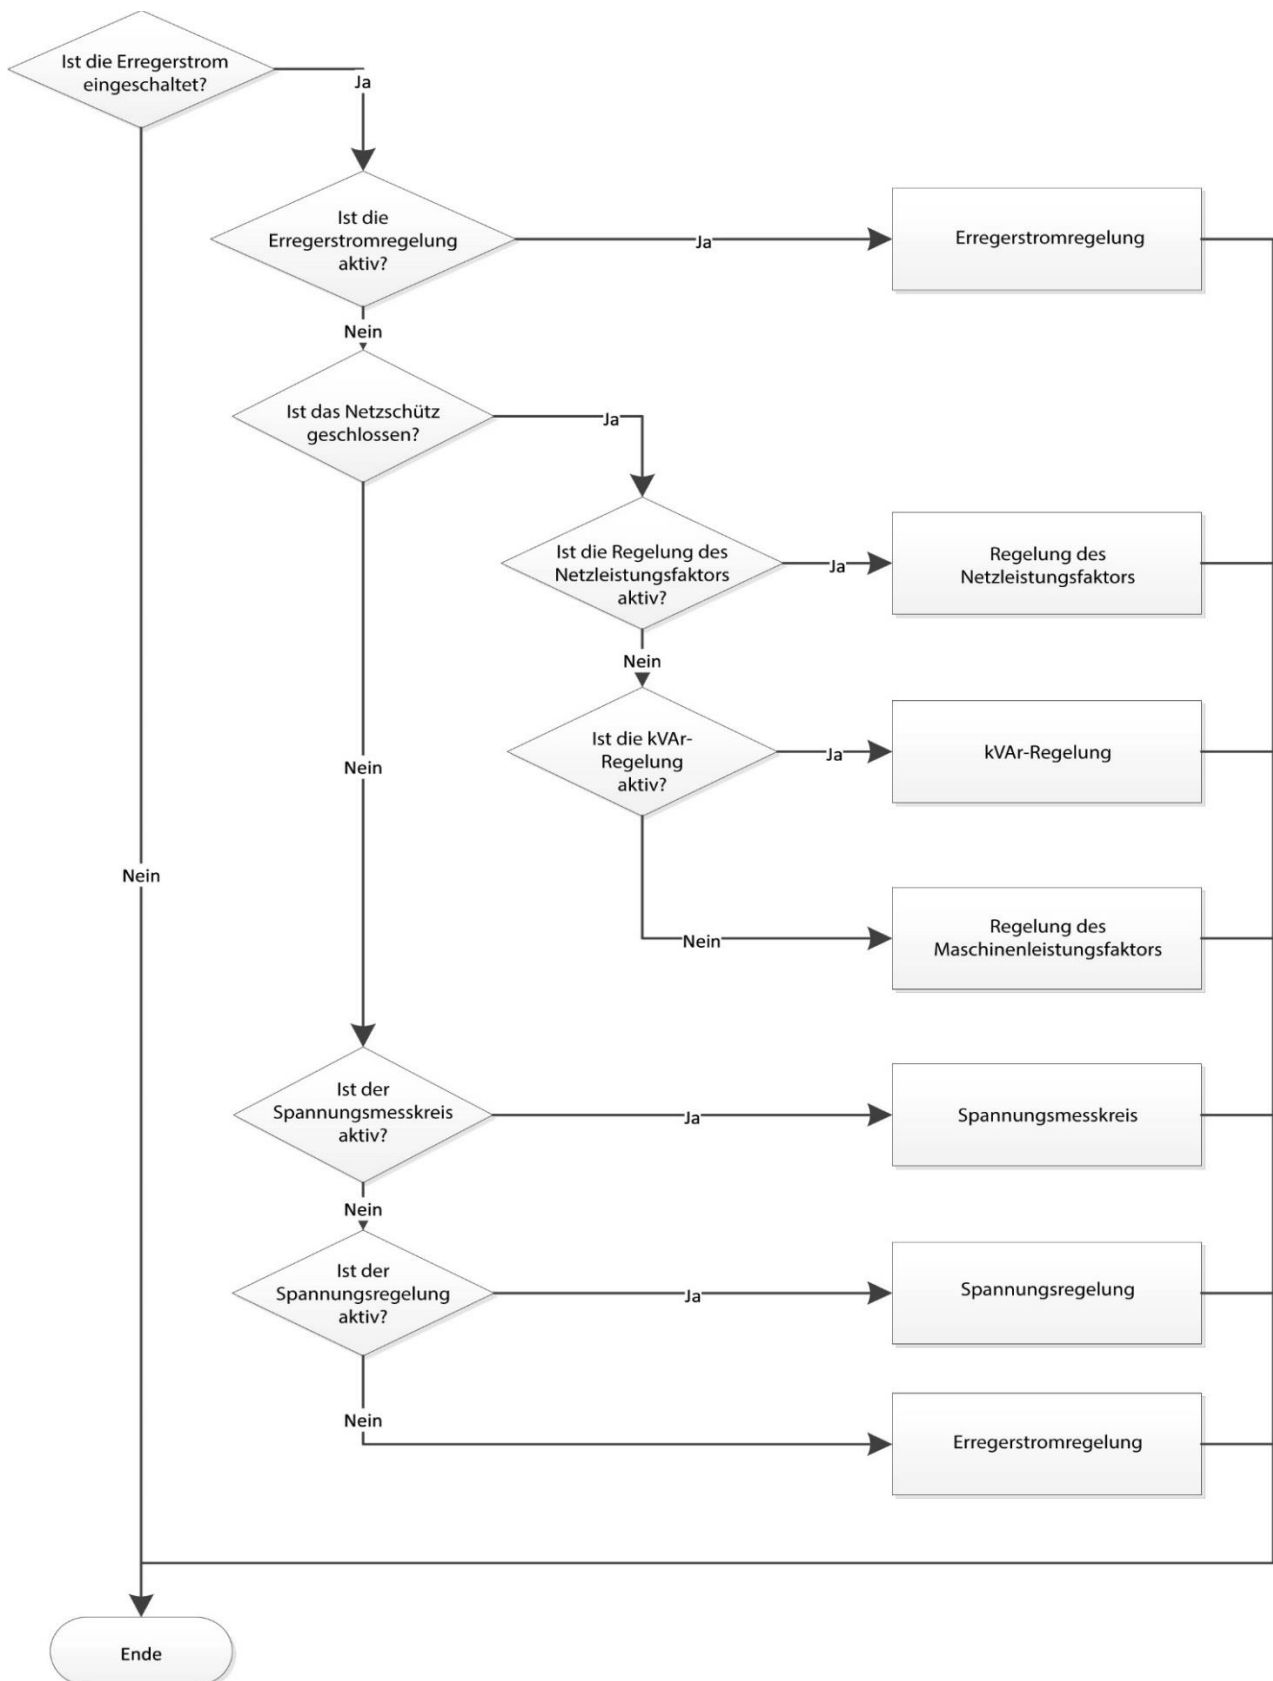 Ist die Erregerstrom
eingeschaltet?
Ja
Ist die
Erregerstromregelung
aktiv?
Ja
Erregerstromregelung
Nein
Ist das Netzschütz
geschlossen?
Ja
Ist die Regelung des
Netzleistungsfaktors
aktiv?
Ja
Regelung des
Netzleistungsfaktors
Nein
Ist die kVAr-
Regelung
aktiv?
Ja
kVAr-Regelung
Nein
Nein
Nein
Regelung des
Maschinenleistungsfaktors
Ist der
Spannungsmesskreis
aktiv?
Ja
Spannungsmesskreis
Nein
Ist der
Spannungsregelung
aktiv?
Ja
Spannungsregelung
Nein
Erregerstromregelung
Ende